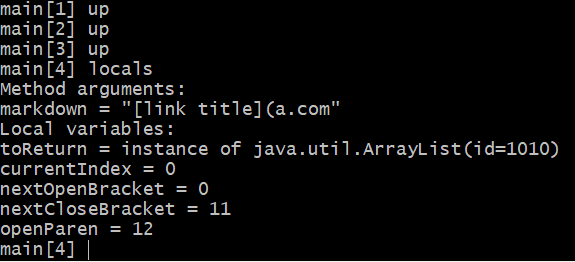 main[1] up
main[2] up
main[3] up
main[4] locals
Method arguments:
markdown = "[link title](a.com"
Local variables:
toReturn = instance of java.util.ArrayList(id=1010)
currentIndex = 0
nextOpenBracket = 0
nextCloseBracket = 11
openParen = 12
main[4]